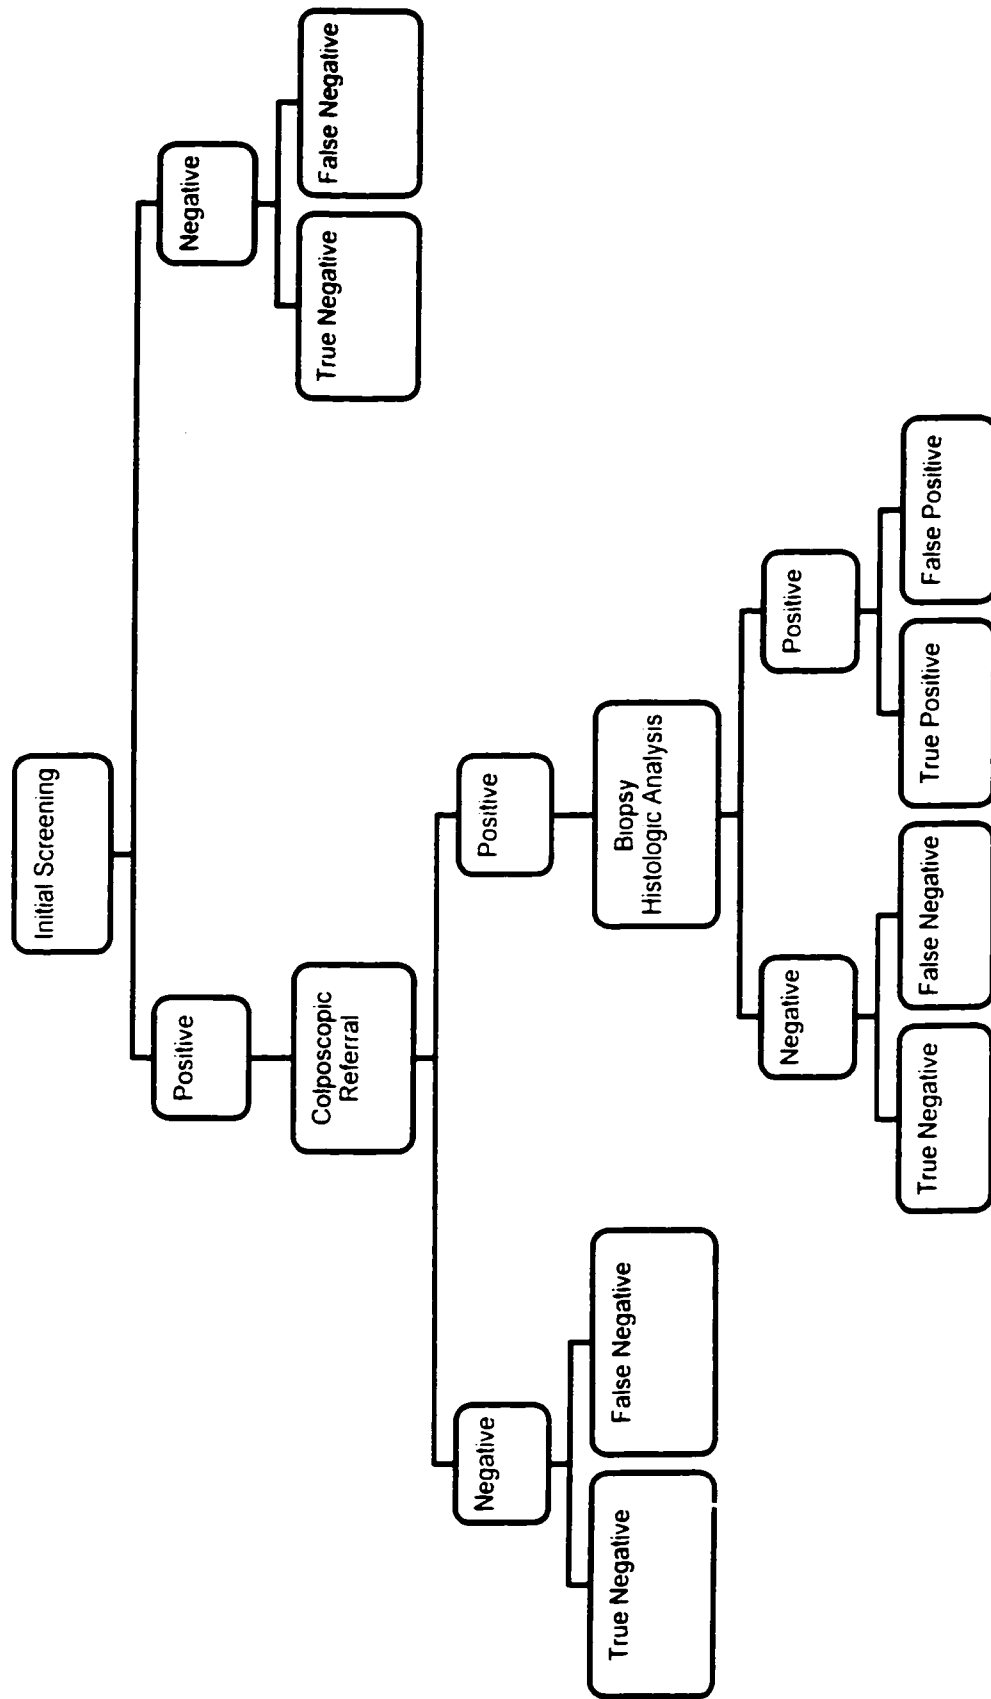 Initial Screening
Positive
Negative
Colposcopic
Referral
True Negative
False Negative
Negative
Positive
True Negative
False Negative
Biopsy
Histologic Analysis
Negative
Positive
True Negative
False Negative
True Positive
False Positive